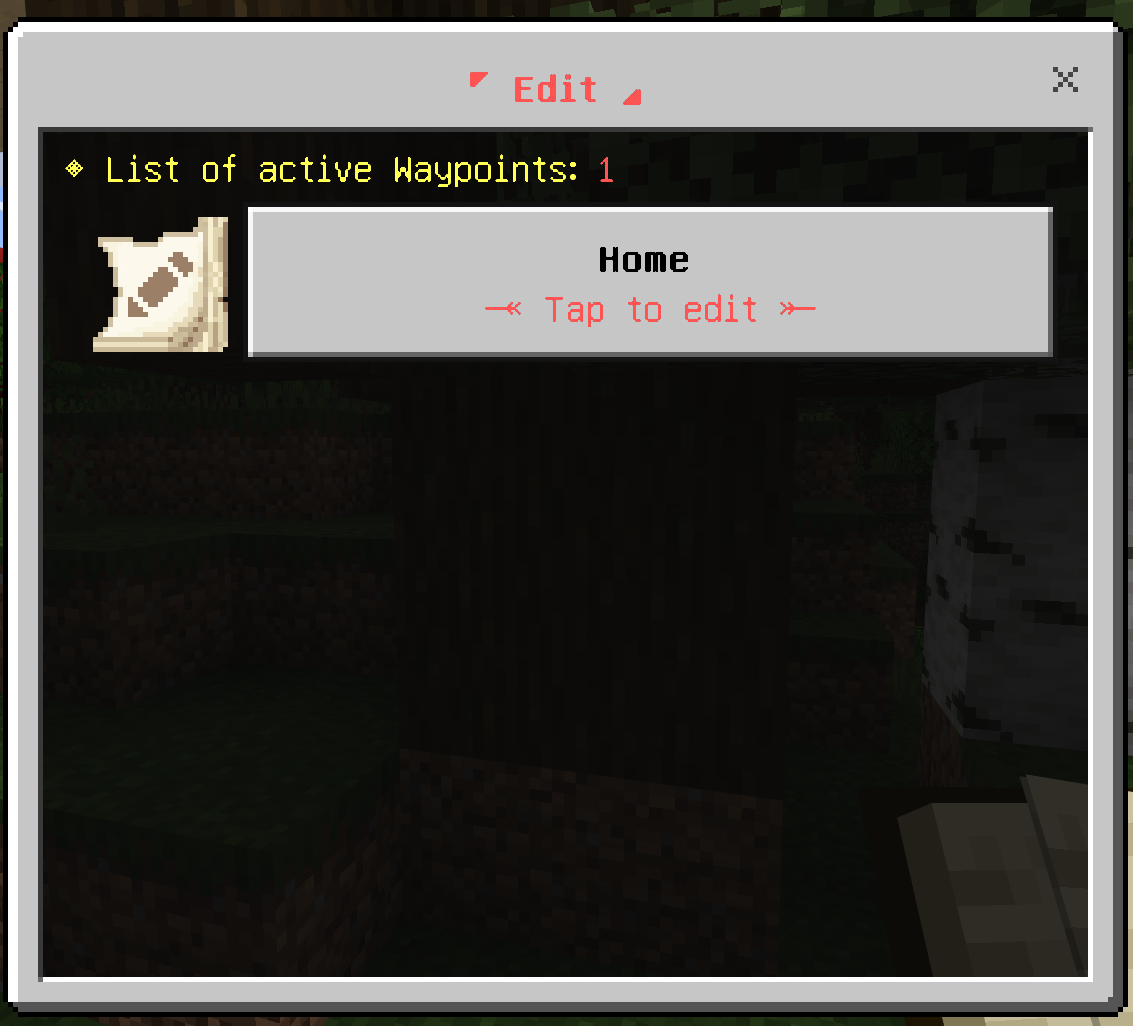 ◤ Edit ◢
◈ List of active Waypoints: 1
Home
⤙ Tap to edit ⤚